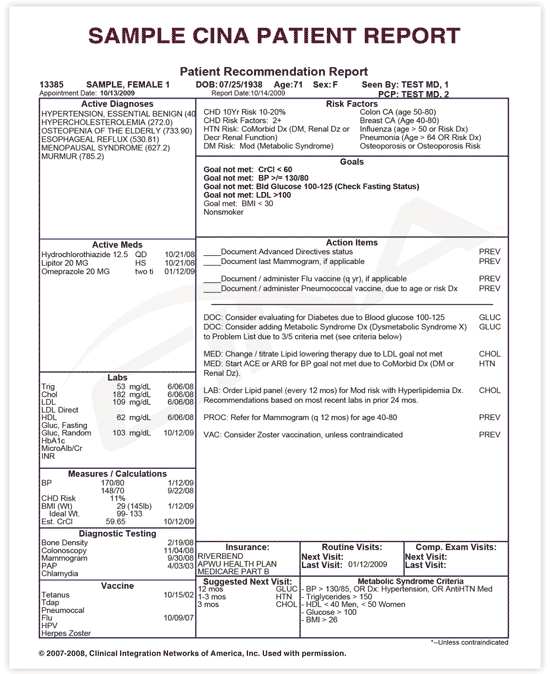 SAMPLE CINA PATIENT REPORT
Patient Recommendation Report
13385 SAMPLE, FEMALE 1 DOB: 07/25/1938 Age:71 Sex:F Seen By: TEST MD, 1
Appointment Date: 10/13/2009 Report Date:10/14/2009 PCP: TEST MD, 2
Active Diagnoses
HYPERTENSION, ESSENTIAL BENIGN (40
HYPERCHOLESTEROLEMIA (272.0)
OSTEOPENIA OF THE ELDERLY (733.90)
ESOPHAGEAL REFLUX (530.81)
MENOPAUSAL SYNDROME (627.2)
MURMUR (785.2)
Risk Factors
CHD 10Yr Risk 10-20% Colon CA (age 50-80)
CHD Risk Factors: 2+ Breast CA (Age 40-80)
HTN Risk: CoMorbid Dx (DM, Renal Dz or Influenza (age > 50 or Risk Dx)
Decr Renal Function) Pneumonia (Age > 64 OR Risk Dx)
DM Risk: Mod (Metabolic Syndrome) Osteoporosis or Osteoporosis Risk
Goals
Goal not met: CrCl < 60
Goal not met: BP >/= 130/80
Goal not met: Bld Glucose 100-125 (Check Fasting Status)
Goal not met: LDL >100
Goal met: BMI < 30
Nonsmoker
Active Meds
Hydrochlorothiazide 12.5 QD 10/21/08
Lipitor 20 MG HS 10/21/08
Omeprazole 20 MG two ti 01/12/09
Action Items
____Document Advanced Directives status PREV
____Document last Mammogram, if applicable PREV
____Document / administer Flu vaccine (q yr), if applicable PREV
____Document / administer Pneumococcal vaccine, due to age or risk Dx PREV
DOC: Consider evaluating for Diabetes due to Blood glucose 100-125 GLUC
DOC: Consider adding Metabolic Syndrome Dx (Dysmetabolic Syndrome X) GLUC
to Problem List due to 3/5 criteria met (see criteria below)
MED: Change / titrate Lipid lowering therapy due to LDL goal not met CHOL
MED: Start ACE or ARB for BP goal not met due to CoMorbid Dx (DM or HTN
Renal Dz).
LAB: Order Lipid panel (every 12 mos) for Mod risk with Hyperlipidemia Dx. CHOL
Recommendations based on most recent labs in prior 24 mos.
PROC: Refer for Mammogram (q 12 mos) for age 40-80 PREV
VAC: Consider Zoster vaccination, unless contraindicated PREV
Labs
Trig 53 mg/dL 6/06/08
Chol 182 mg/dL 6/06/08
LDL 109 mg/dL 6/06/08
LDL Direct
HDL 62 mg/dL 6/06/08
Gluc, Fasting
Gluc, Random 103 mg/dL 10/12/09
HbA1c
MicroAlb/Cr
INR
Measures / Calculations
BP 170/80 1/12/09
148/70 9/22/08
CHD Risk 11%
BMI (Wt) 29 (145lb) 1/12/09
Ideal Wt. 99-133
Est. CrCl 59.65 10/12/09
Diagnostic Testing
Bone Density 2/19/08
Colonoscopy 11/04/08
Mammogram 9/30/08
PAP 4/03/03
Chlamydia
Vaccine
Tetanus 10/15/02
Tdap
Pneumoccal
Flu 10/09/07
HPV
Herpes Zoster
Insurance:
RIVERBEND
APWU HEALTH PLAN
MEDICARE PART B
Routine Visits:
Next Visit:
Last Visit: 01/12/2009
Comp. Exam Visits:
Next Visit:
Last Visit:
Suggested Next Visit:
12 mos GLUC
1-3 mos HTN
3 mos CHOL
Metabolic Syndrome Criteria
- BP > 130/85, OR Dx: Hypertension, OR AntiHTN Med
- Triglycerides > 150
- HDL < 40 Men, < 50 Women
- Glucose > 100
- BMI > 26
*--Unless contraindicated
© 2007-2008, Clinical Integration Networks of America, Inc. Used with permission.